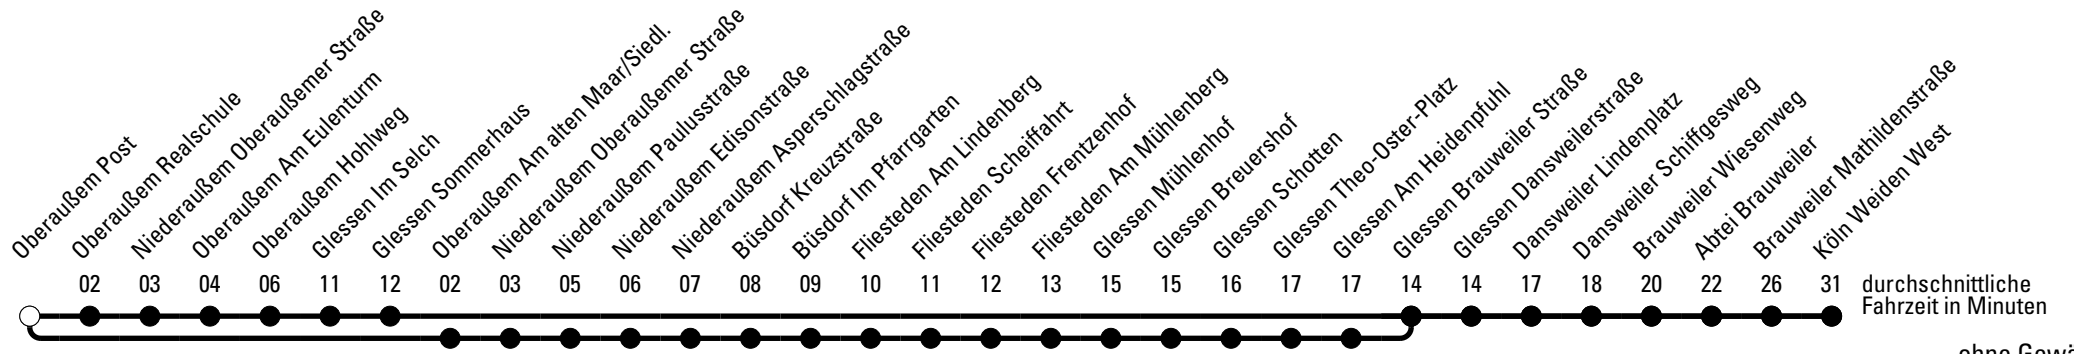 Oberaußem Post
Oberaußem Realschule
Niederaußem Oberaußemer Straße
Oberaußem Am Eulenturm
Oberaußem Hohlweg
Glessen Im Selch
Glessen Sommerhaus
Oberaußem Am alten Maar/Siedl.
Niederaußem Oberaußemer Straße
Niederaußem Paulusstraße
Niederaußem Edisonstraße
Niederaußem Asperschlagstraße
Büsdorf Kreuzstraße
Büsdorf Im Pfarrgarten
Fliesteden Am Lindenberg
Fliesteden Scheiffahrt
Fliesteden Frentzenhof
Fliesteden Am Mühlenberg
Glessen Mühlenhof
Glessen Breuershof
Glessen Schotten
Glessen Theo-Oster-Platz
Glessen Am Heidenpfuhl
Glessen Brauweiler Straße
Glessen Dansweilerstraße
Dansweiler Lindenplatz
Dansweiler Schiffgesweg
Brauweiler Wiesenweg
Abtei Brauweiler
Brauweiler Mathildenstraße
Köln Weiden West
02 03 04 06 11 12 02 03 05 06 07 08 09 10 11 12 13 15 15 16 17 17 14 14 17 18 20 22 26 31 durchschnittliche
Fahrzeit in Minuten
ohne